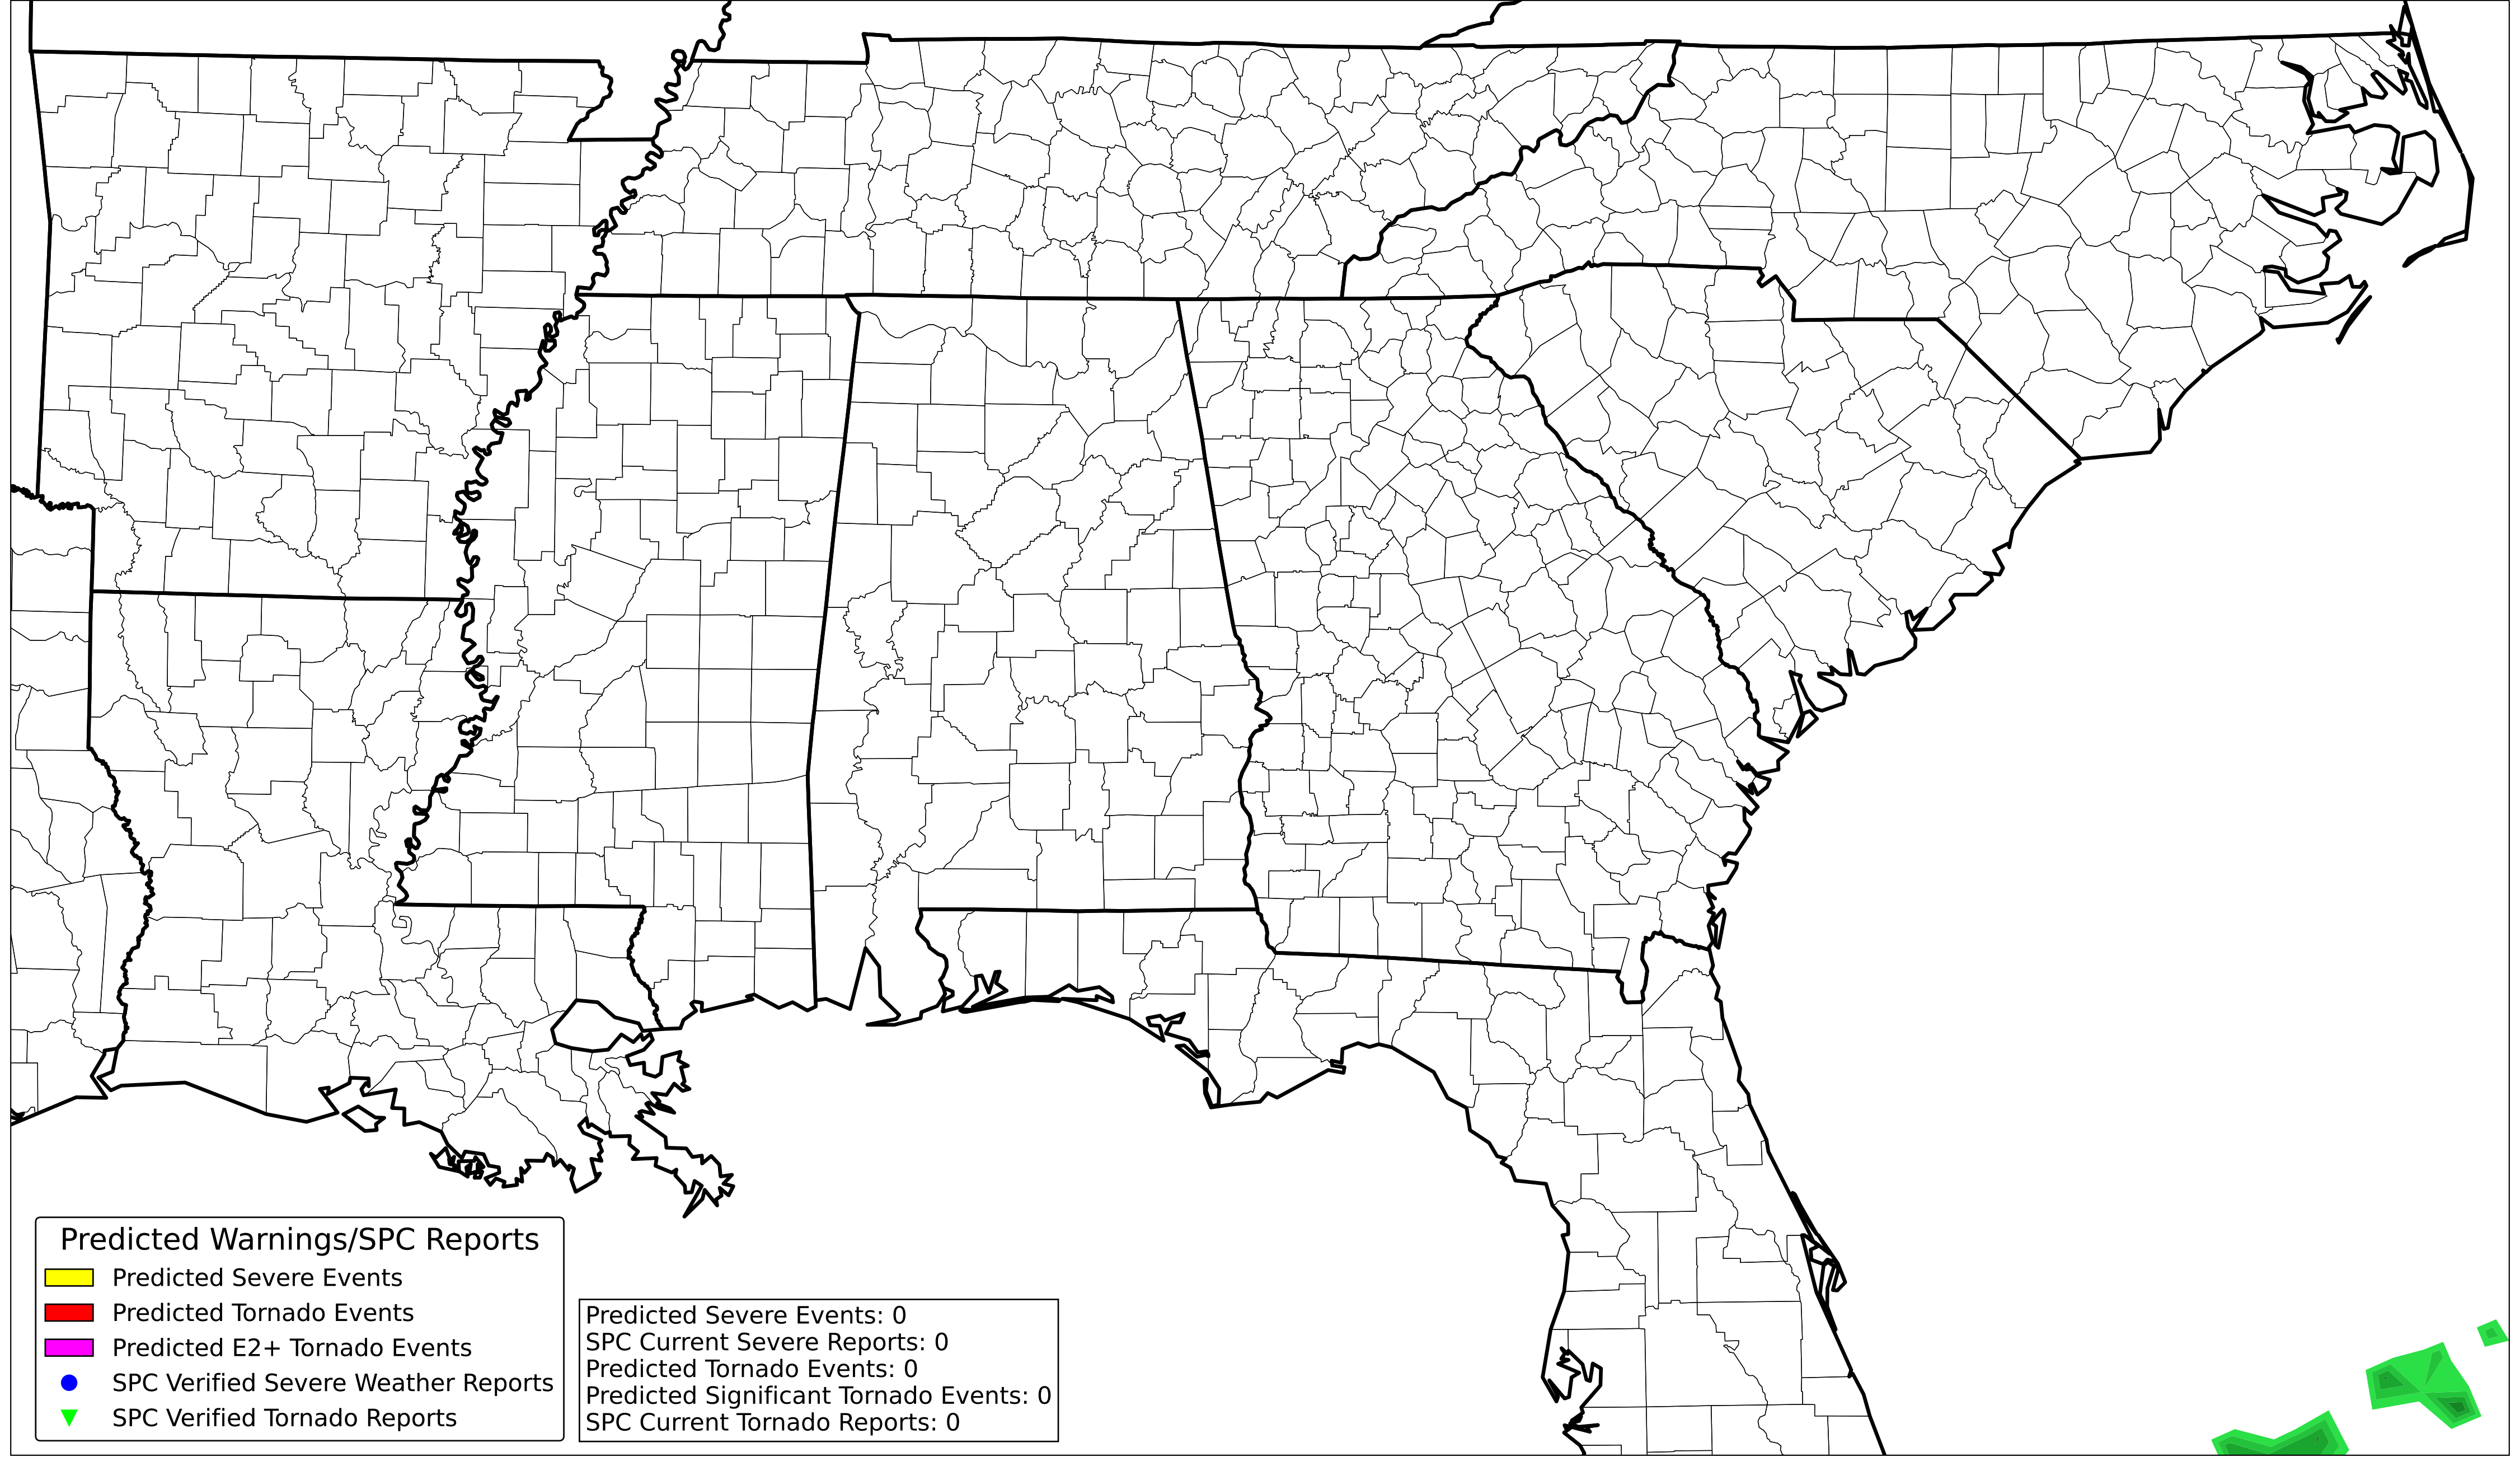 Predicted Warnings/SPC Reports
Predicted Severe Events
Predicted Tornado Events
Predicted E2+ Tornado Events
SPC Verified Severe Weather Reports
SPC Verified Tornado Reports
Predicted Severe Events: 0
SPC Current Severe Reports: 0
Predicted Tornado Events: 0
Predicted Significant Tornado Events: 0
SPC Current Tornado Reports: 0